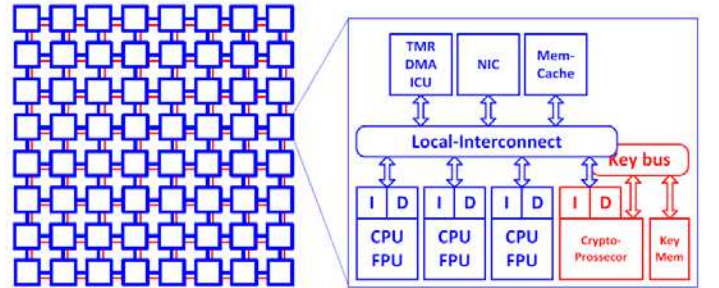 TMR
DMA
ICU
NIC
Mem-
Cache
Local-Interconnect
Key bus
I D
I D
I D
I D
CPU
FPU
CPU
FPU
CPU
FPU
Crypto-
Prossecor
Key
Mem